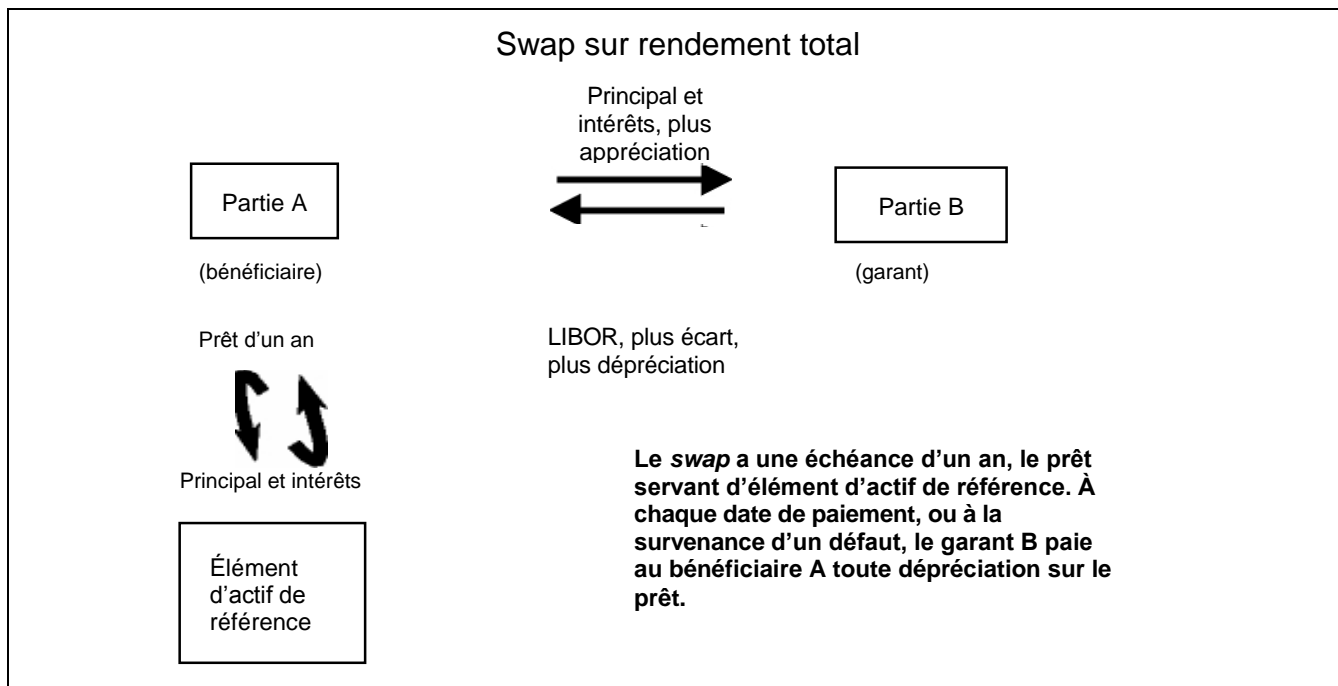 Swap sur rendement total
Principal et
intérêts, plus
appréciation
Partie A
Partie B
(bénéficiaire)
(garant)
Prêt d’un an
LIBOR, plus écart,
plus dépréciation
Principal et intérêts
Le swap a une échéance d’un an, le prêt
servant d’élément d’actif de référence. À
chaque date de paiement, ou à la
survenance d’un défaut, le garant B paie
au bénéficiaire A toute dépréciation sur le
prêt.
Élément
d’actif de
référence